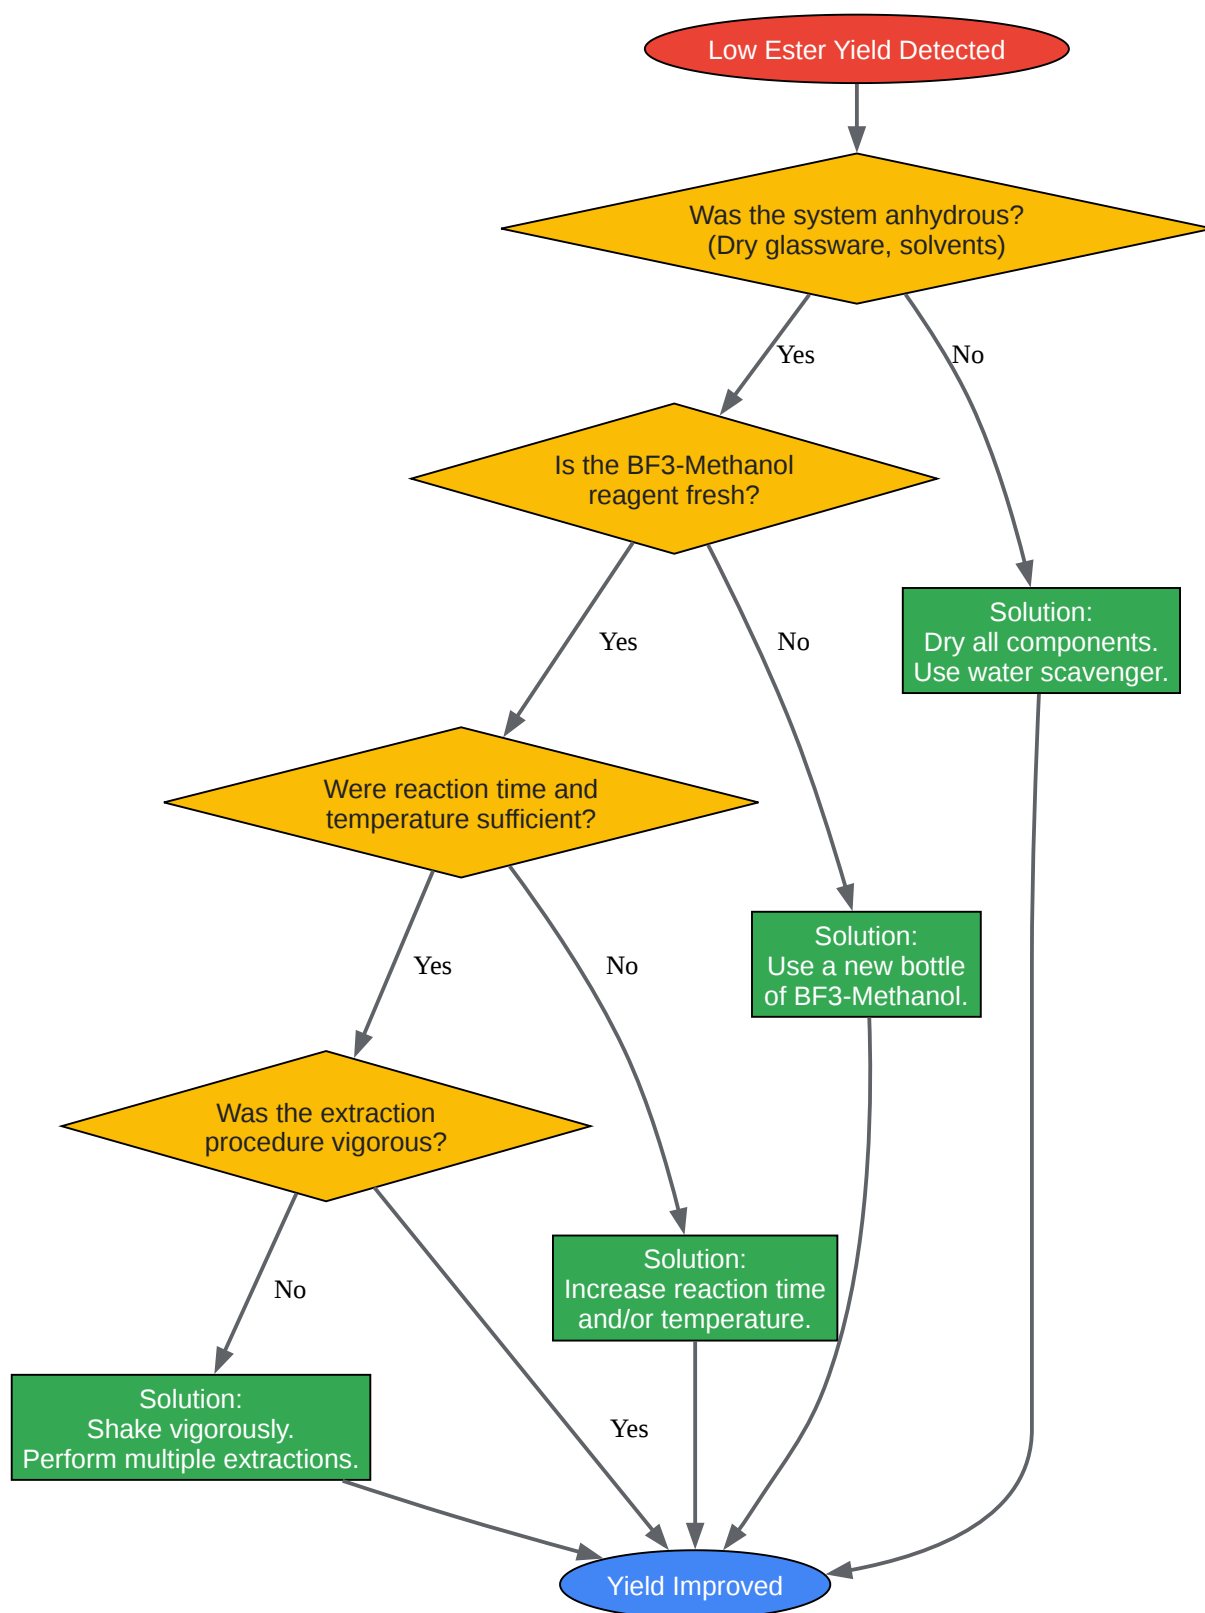 Low Ester Yield Detected
Was the system anhydrous?
(Dry glassware, solvents)
Yes
No
Is the BF3-Methanol
reagent fresh?
Solution:
Dry all components.
Use water scavenger.
Yes
No
Were reaction time and
temperature sufficient?
Solution:
Use a new bottle
of BF3-Methanol.
Yes
No
Was the extraction
procedure vigorous?
Solution:
Increase reaction time
and/or temperature.
No
Yes
Solution:
Shake vigorously.
Perform multiple extractions.
Yield Improved